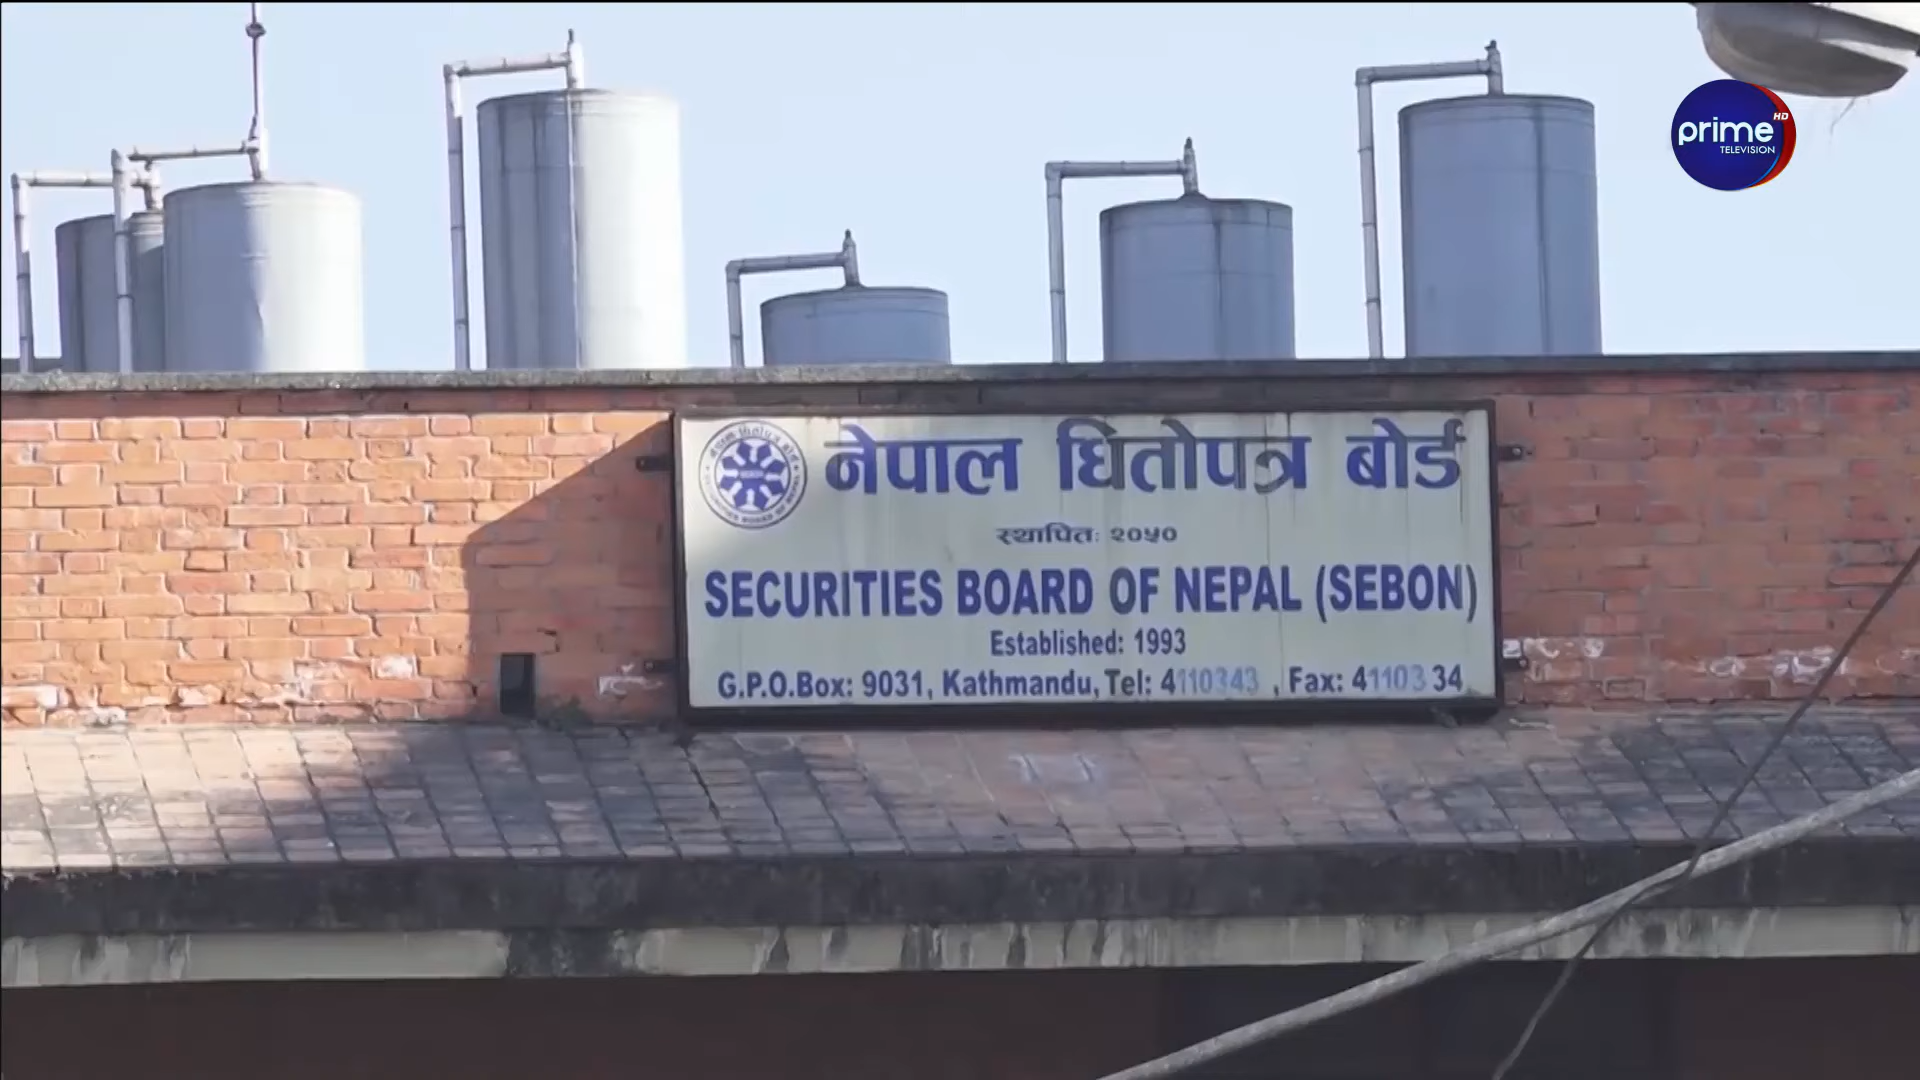 prime HD
TELEVISION
नेपाल धितोपत्र बोर्ड
स्थापितः २०५०
SECURITIES BOARD OF NEPAL (SEBON)
Established: 1993
G.P.O.Box: 9031, Kathmandu, Tel: 4110343 , Fax: 4110334